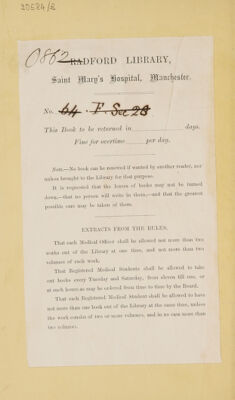 20524/2
0862
RADFORD LIBRARY,
Saint Mary's Hospital, Manchester.
No. 64 . F. See 23
This Book to be returned in days.
Fine for overtime per day.
NOTE.—No book can be renewed if wanted by another reader, nor
unless brought to the Library for that purpose.
It is requested that the leaves of books may not be turned
down,—that no person will write in them,—and that the greatest
possible care may be taken of them.
EXTRACTS FROM THE RULES.
That each Medical Officer shall be allowed not more than two
works out of the Library at one time, and not more than two
volumes of each work.
That Registered Medical Students shall be allowed to take
out books every Tuesday and Saturday, from eleven till one, or
at such hours as may be ordered from time to time by the Board.
That each Registered Medical Student shall be allowed to have
not more than one book out of the Library at the same time, unless
the work consist of two or more volumes, and in no case more than
two volumes.